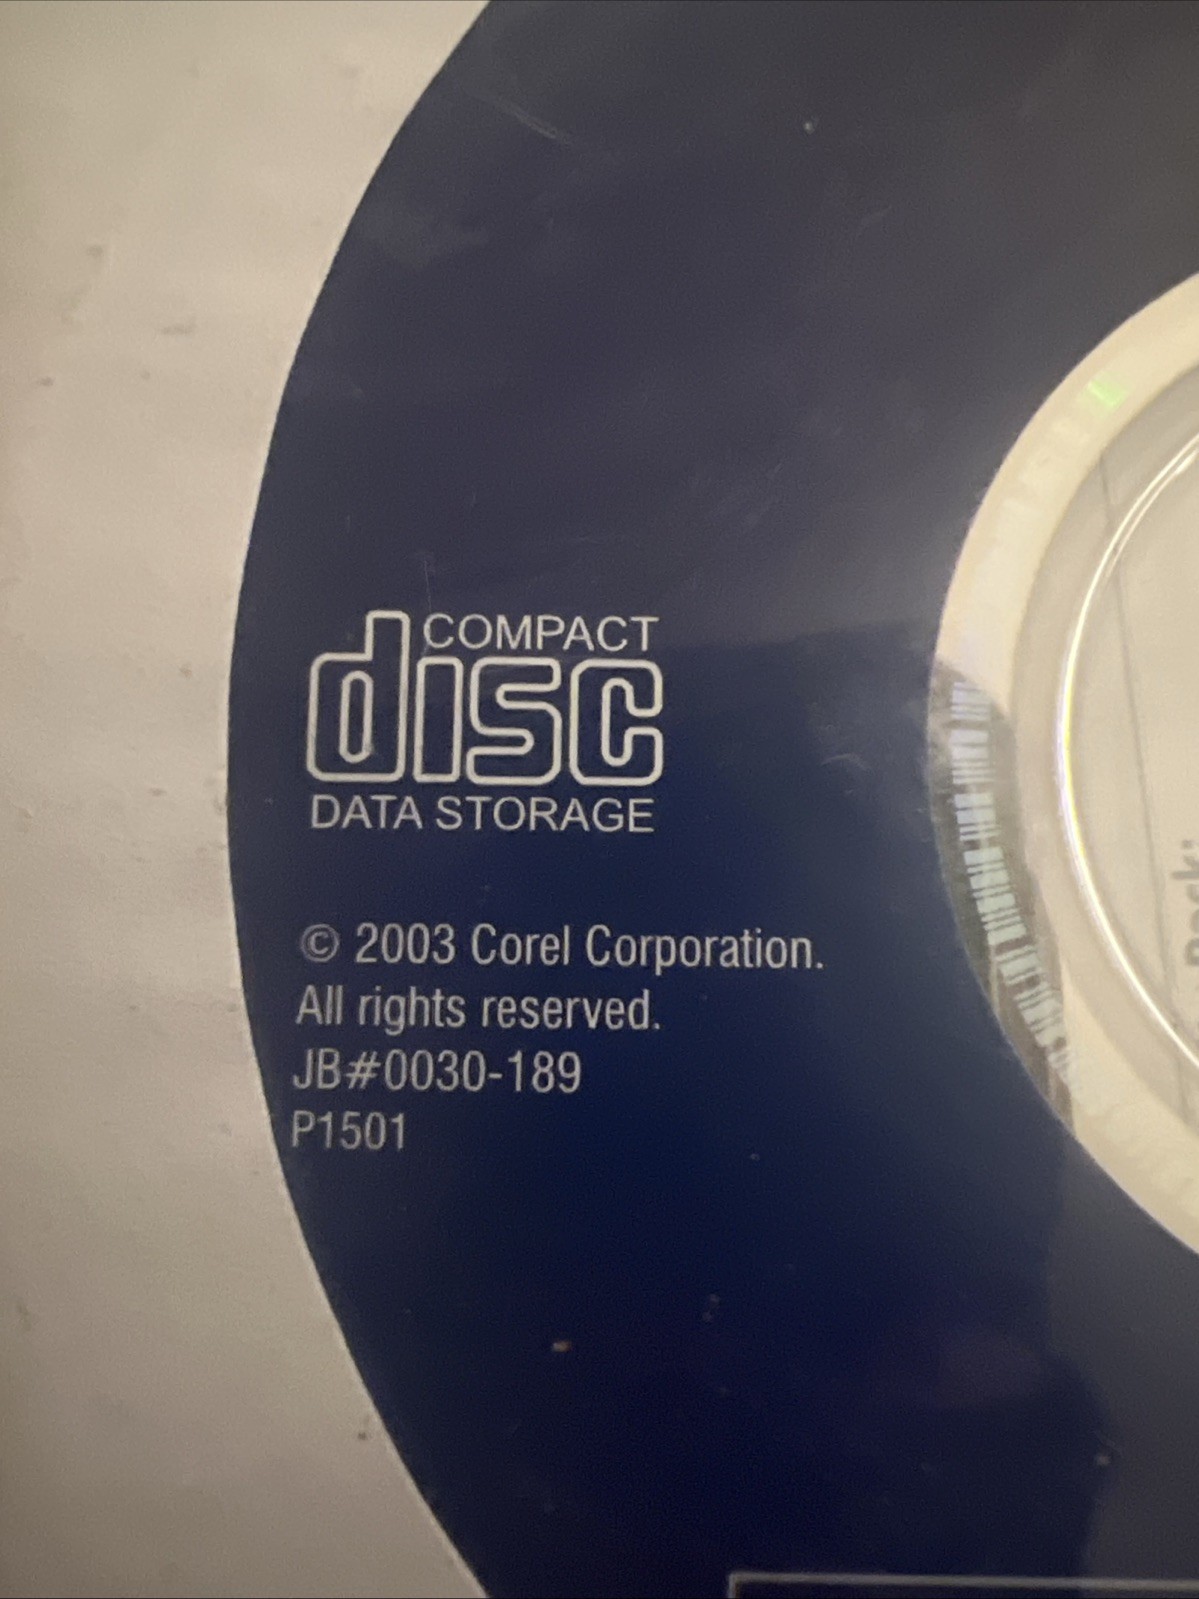 COMPACT
disc
DATA STORAGE
© 2003 Corel Corporation.
All rights reserved.
JB#0030-189
P1501